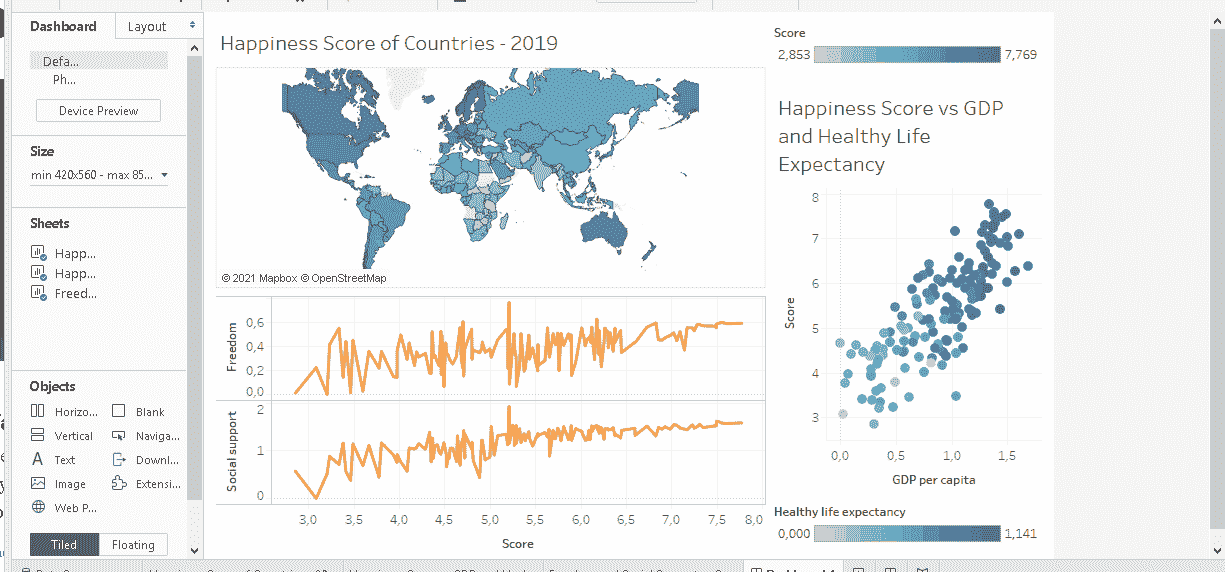 Dashboard
Layout
Defa...
Ph...
Device Preview
Size
min 420x560 - max 85...
Sheets
Happ...
Happ...
Freed...
Objects
Horizo...
Blank
Vertical
Naviga...
Text
Downl...
Image
Extensi...
Web P...
Tiled
Floating
Happiness Score of Countries - 2019
© 2021 Mapbox © OpenStreetMap
Freedom
0,6
0,4
0,2
0,0
Social support
2
1
0
3,0 3,5 4,0 4,5 5,0 5,5 6,0 6,5 7,0 7,5 8,0
Score
Score
2,853
7,769
Happiness Score vs GDP
and Healthy Life
Expectancy
Score
8
7
6
5
4
3
0,0 0,5 1,0 1,5
GDP per capita
Healthy life expectancy
0,000
1,141